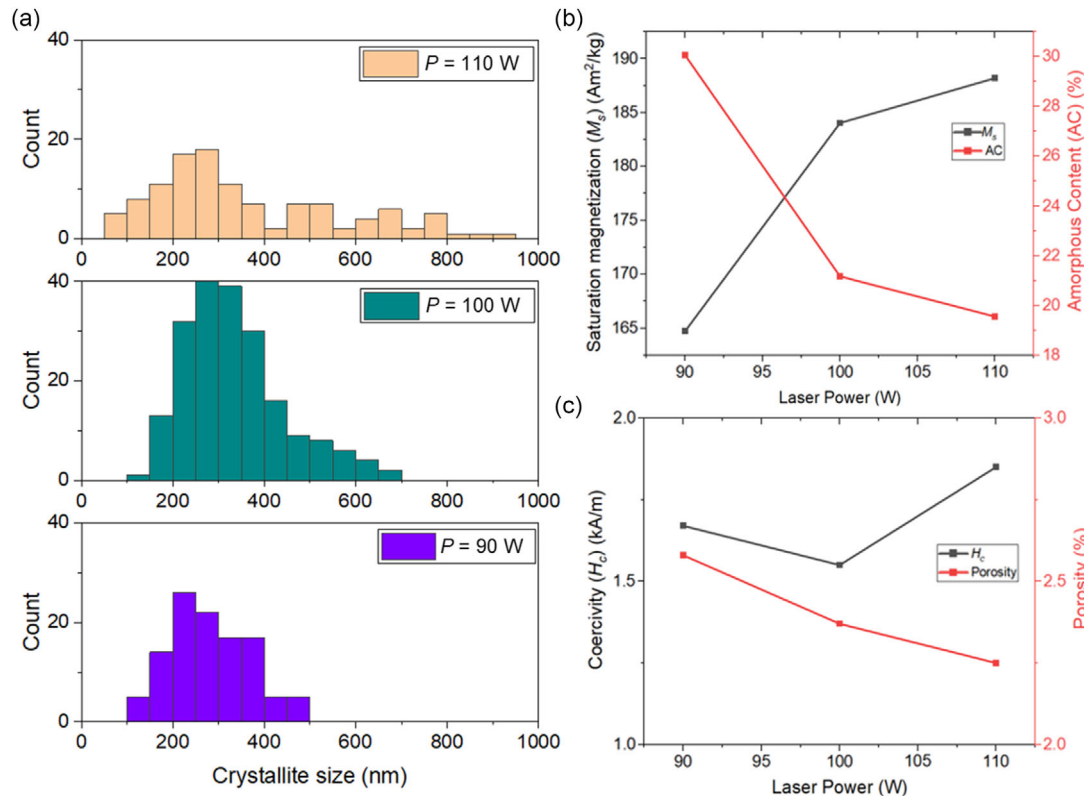 (a)
40
20
0
Count
P = 110 W
0 200 400 600 800 1000
40
20
0
Count
P = 100 W
0 200 400 600 800 1000
40
20
0
Count
P = 90 W
0 200 400 600 800 1000
Crystallite size (nm)
(b)
190
185
180
175
170
165
Saturation magnetization (Ms) (Am²/kg)
Ms
AC
30
28
26
24
22
20
18
Amorphous Content (AC) (%)
90 95 100 105 110
Laser Power (W)
(c)
2.0
1.5
1.0
Coercivity (Hc) (kA/m)
Hc
Porosity
3.0
2.5
2.0
Porosity (%)
90 95 100 105 110
Laser Power (W)